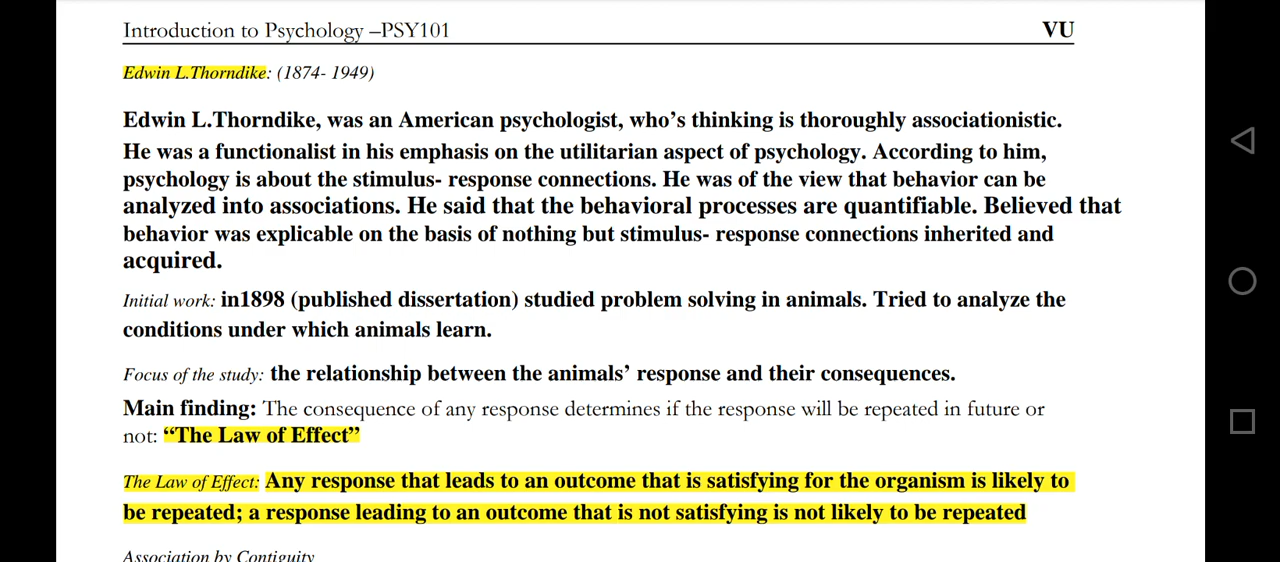 Introduction to Psychology –PSY101 VU
Edwin L.Thorndike: (1874- 1949)
Edwin L.Thorndike, was an American psychologist, who’s thinking is thoroughly associationistic.
He was a functionalist in his emphasis on the utilitarian aspect of psychology. According to him,
psychology is about the stimulus- response connections. He was of the view that behavior can be
analyzed into associations. He said that the behavioral processes are quantifiable. Believed that
behavior was explicable on the basis of nothing but stimulus- response connections inherited and
acquired.
Initial work: in1898 (published dissertation) studied problem solving in animals. Tried to analyze the
conditions under which animals learn.
Focus of the study: the relationship between the animals’ response and their consequences.
Main finding: The consequence of any response determines if the response will be repeated in future or
not: “The Law of Effect”
The Law of Effect: Any response that leads to an outcome that is satisfying for the organism is likely to
be repeated; a response leading to an outcome that is not satisfying is not likely to be repeated
Association by Contiguity